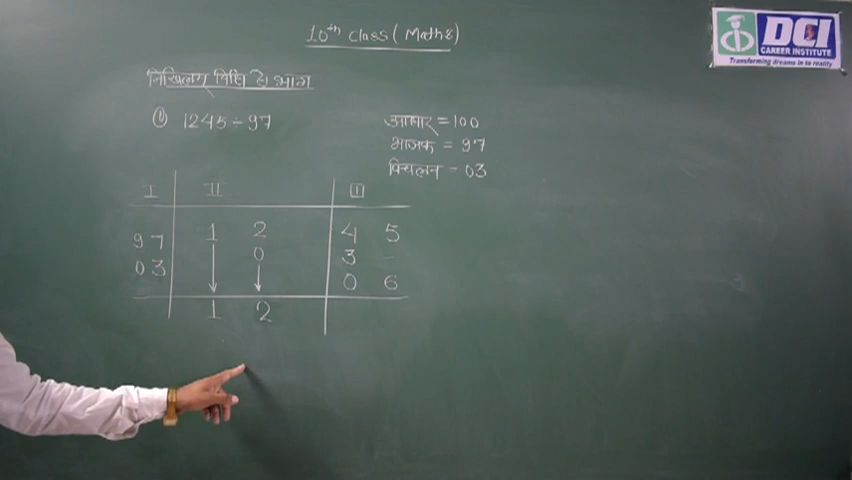 10th Class (Maths)
DCI
CAREER INSTITUTE
Transforming dreams in to reality
निखिलम् विधि से भाग
① 1245÷97
आधार = 100
भाजक = 97
विचलन - 03
I II III
97 1 2 4 5
03 0 3 -
0 6
1 2